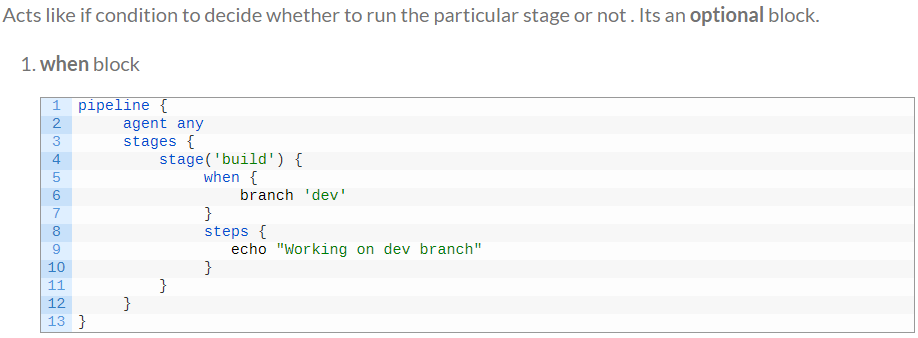 Acts like if condition to decide whether to run the particular stage or not . Its an optional block.
1. when block
1 pipeline {
2 agent any
3 stages {
4 stage('build') {
5 when {
6 branch 'dev'
7 }
8 steps {
9 echo "Working on dev branch"
10 }
11 }
12 }
13 }